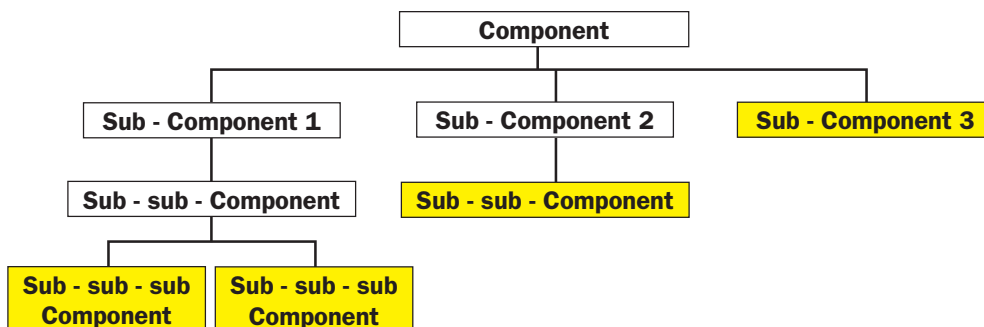 Component
Sub - Component 1
Sub - Component 2
Sub - Component 3
Sub - sub - Component
Sub - sub - Component
Sub - sub - sub
Component
Sub - sub - sub
Component